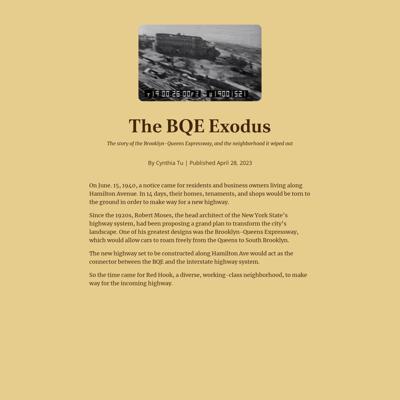 The BQE Exodus
The story of the Brooklyn-Queens Expressway, and the neighborhood it wiped out
By Cynthia Tu | Published April 28, 2023
On June. 15, 1940, a notice came for residents and business owners living along
Hamilton Avenue. In 14 days, their homes, tenaments, and shops would be torn to
the ground in order to make way for a new highway.
Since the 1920s, Robert Moses, the head architect of the New York State's
highway system, had been proposing a grand plan to transform the city's
landscape. One of his greatest designs was the Brooklyn-Queens Expressway,
which would allow cars to roam freely from the Queens to South Brooklyn.
The new highway set to be constructed along Hamilton Ave would act as the
connector between the BQE and the interstate highway system.
So the time came for Red Hook, a diverse, working-class neighborhood, to make
way for the incoming highway.